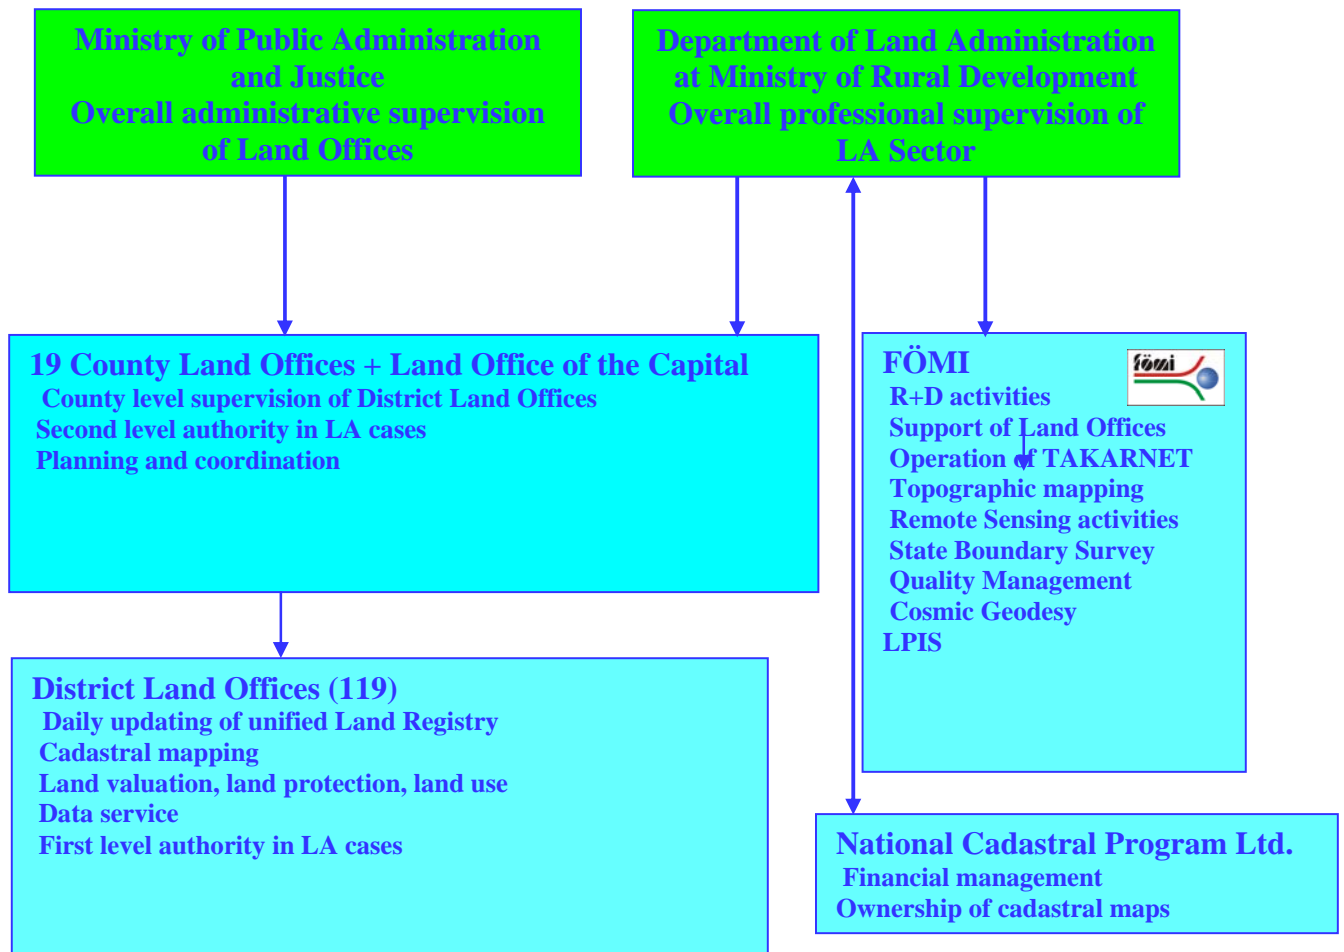 Ministry of Public Administration
and Justice
Overall administrative supervision
of Land Offices
Department of Land Administration
at Ministry of Rural Development
Overall professional supervision of
LA Sector
19 County Land Offices + Land Office of the Capital
County level supervision of District Land Offices
Second level authority in LA cases
Planning and coordination
FÖMI
fömi
R+D activities
Support of Land Offices
Operation of TAKARNET
Topographic mapping
Remote Sensing activities
State Boundary Survey
Quality Management
Cosmic Geodesy
LPIS
District Land Offices (119)
Daily updating of unified Land Registry
Cadastral mapping
Land valuation, land protection, land use
Data service
First level authority in LA cases
National Cadastral Program Ltd.
Financial management
Ownership of cadastral maps